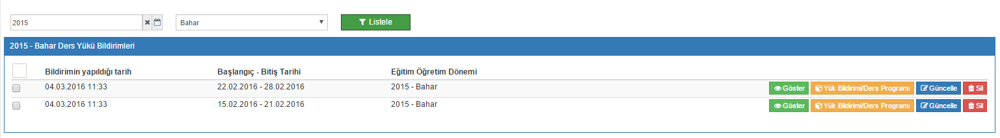 2015 Bahar Listele
2015 - Bahar Ders Yükü Bildirimleri
Bildirimin yapıldığı tarih Başlangıç - Bitiş Tarihi Eğitim Öğretim Dönemi
04.03.2016 11:33 22.02.2016 - 28.02.2016 2015 - Bahar Göster Yük Bildirimi/Ders Programı Güncelle Sil
04.03.2016 11:33 15.02.2016 - 21.02.2016 2015 - Bahar Göster Yük Bildirimi/Ders Programı Güncelle Sil